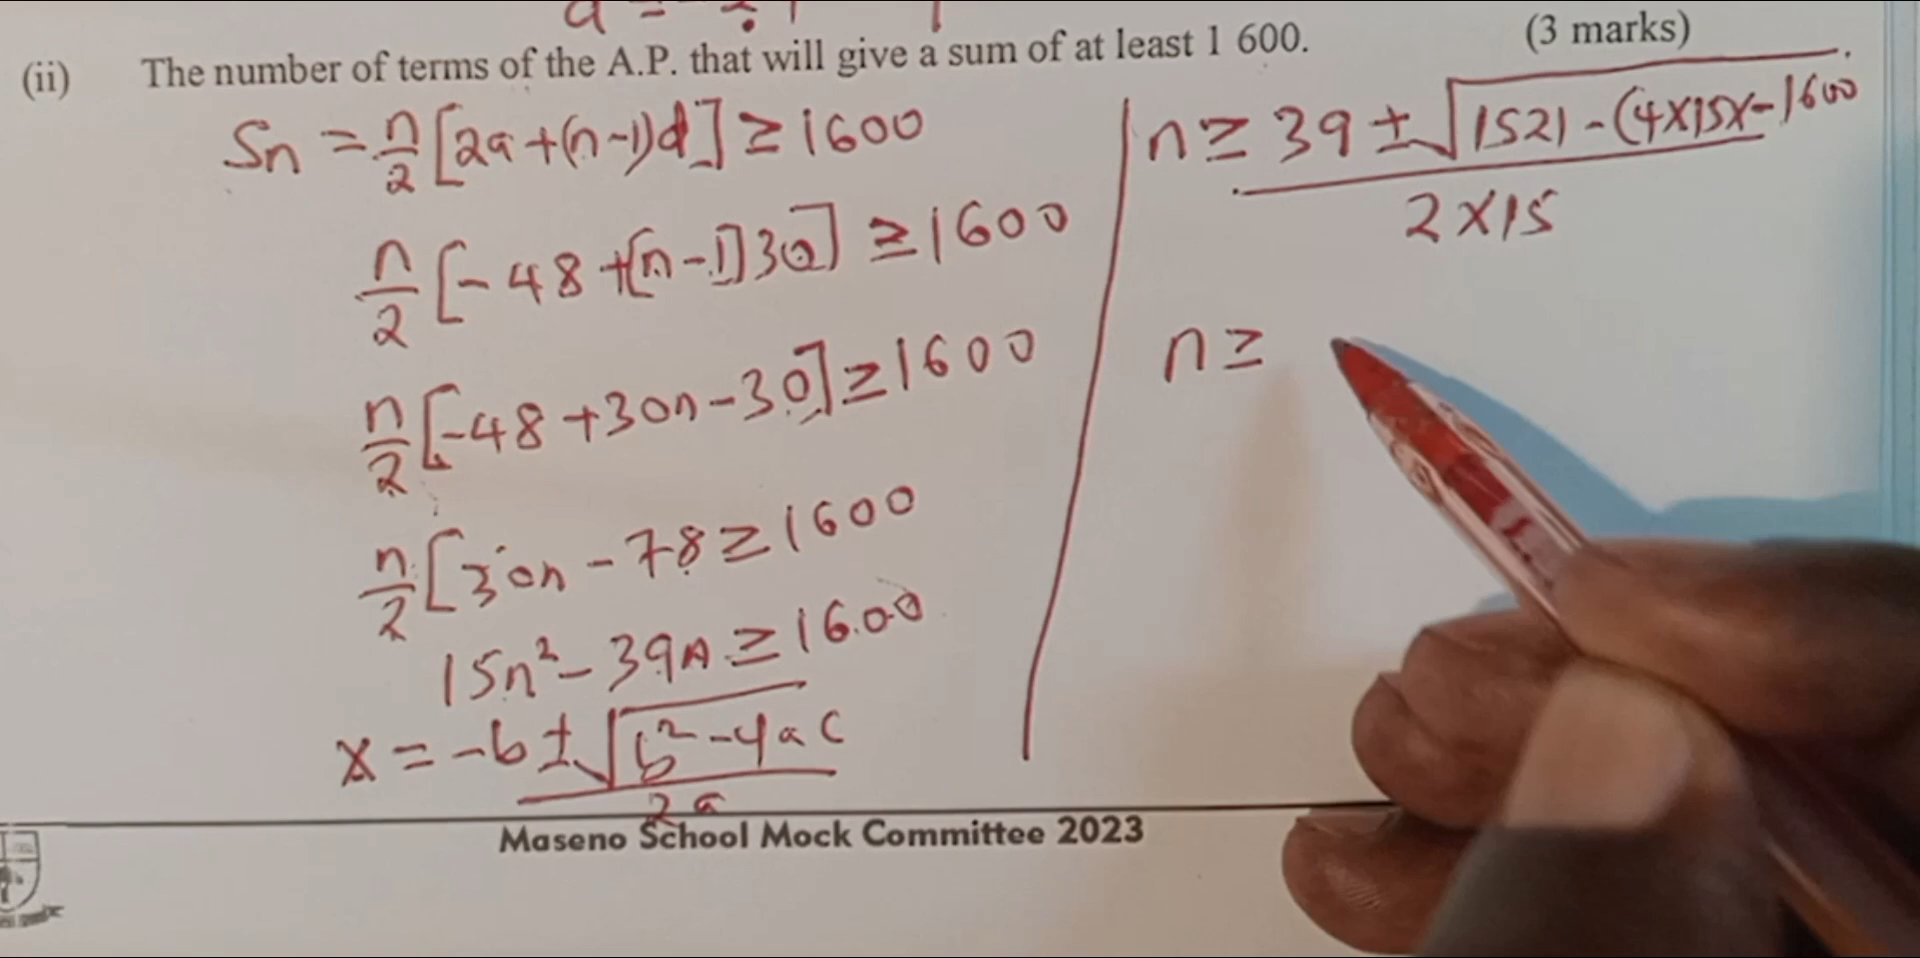 (ii) The number of terms of the A.P. that will give a sum of at least 1 600. (3 marks)
Sn = n/2 [2a + (n-1)d] ≥ 1600
n/2 [-48 + [n-1]30] ≥ 1600
n/2 [-48 + 30n - 30] ≥ 1600
n/2 [30n - 78 ≥ 1600
15n² - 39n ≥ 1600
x = -b ± √b² - 4ac
2a
n ≥ 39 ± √1521 - (4×15×-1600
2×15
n ≥
Maseno School Mock Committee 2023